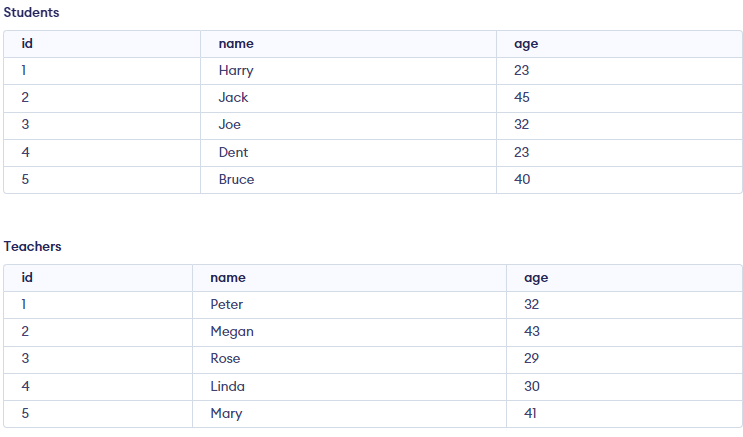 Students
id name age
1 Harry 23
2 Jack 45
3 Joe 32
4 Dent 23
5 Bruce 40
Teachers
id name age
1 Peter 32
2 Megan 43
3 Rose 29
4 Linda 30
5 Mary 41